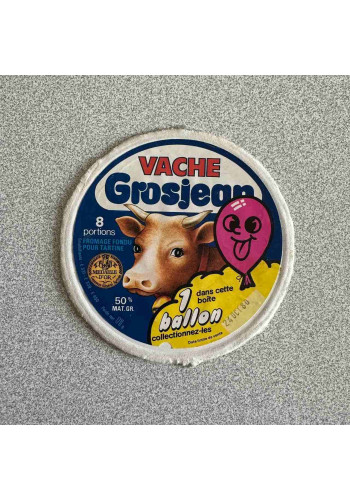 VACHE
Grosjean
8
portions
FROMAGE FONDU
POUR TARTINE
MEDAILLE
D'OR
50%
MAT. GR.
1
ballon
dans cette
boîte
collectionnez-les